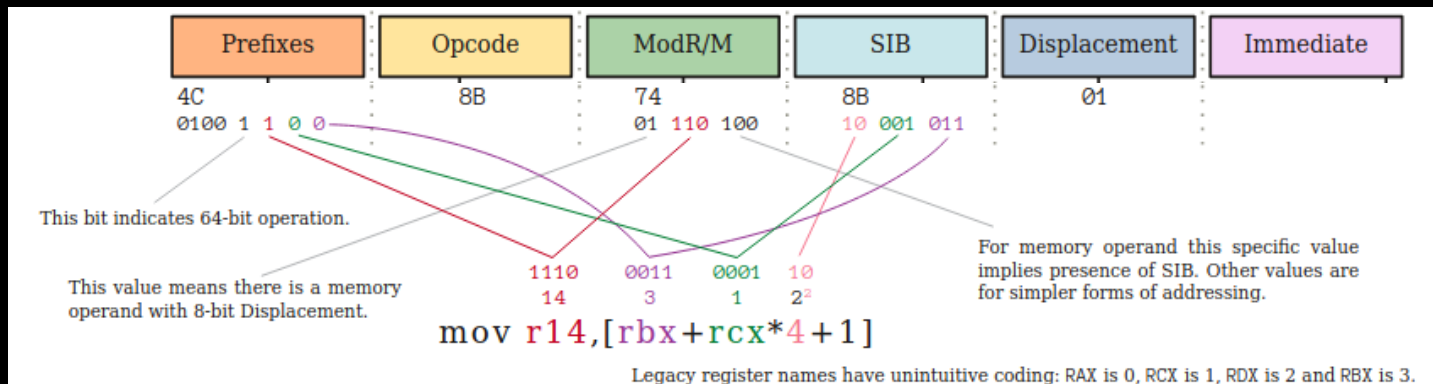 Prefixes Opcode ModR/M SIB Displacement Immediate
4C 8B 74 8B 01
0100 1 1 0 0 01 110 100 10 001 011
This bit indicates 64-bit operation.
This value means there is a memory
operand with 8-bit Displacement.
For memory operand this specific value
implies presence of SIB. Other values are
for simpler forms of addressing.
1110 0011 0001 10
14 3 1 2²
mov r14,[rbx+rcx*4+1]
Legacy register names have unintuitive coding: RAX is 0, RCX is 1, RDX is 2 and RBX is 3.